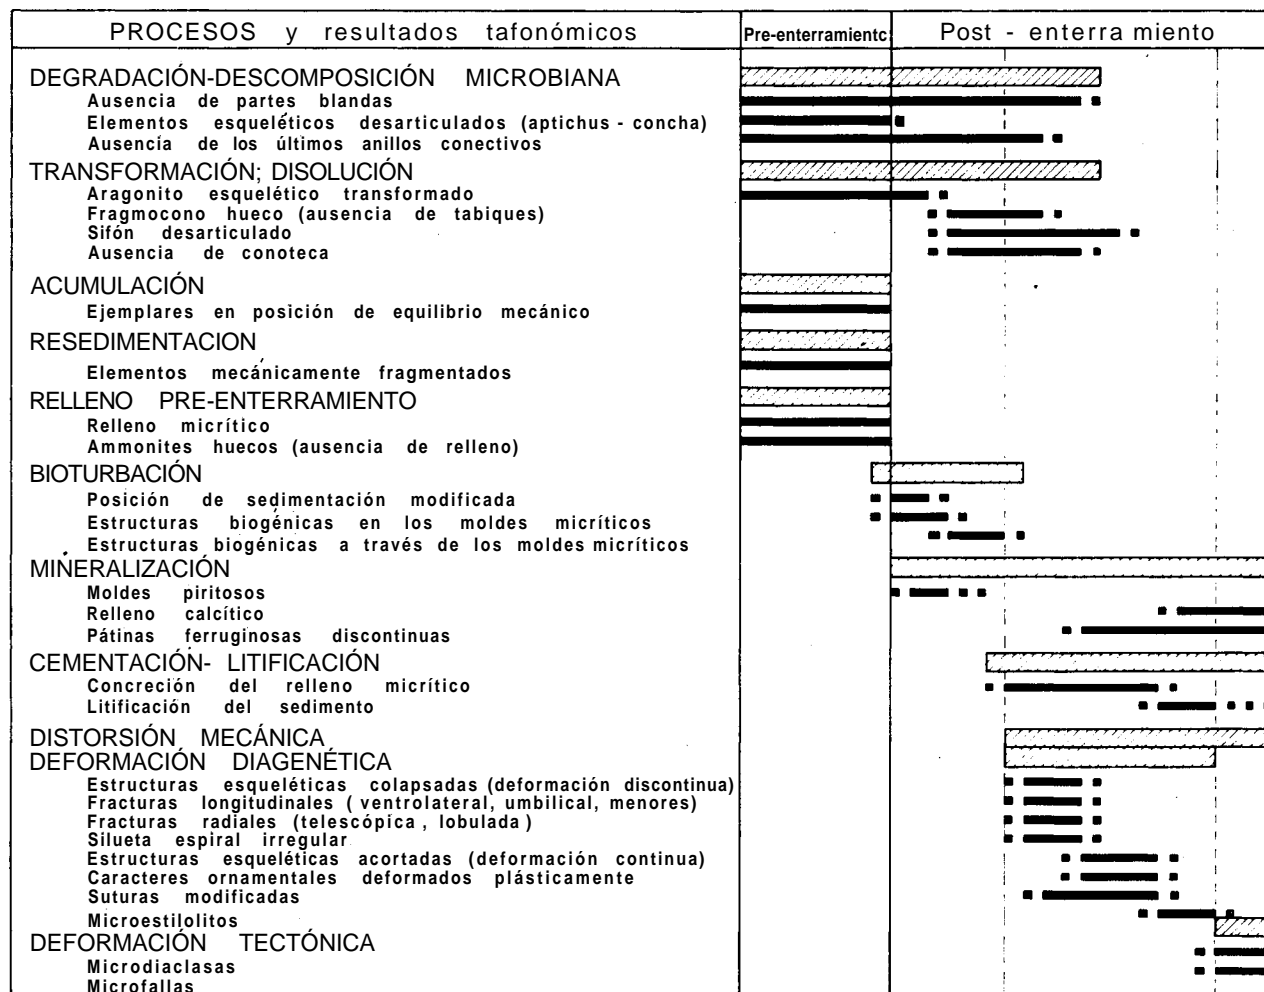 PROCESOS y resultados tafonómicos
Pre-enterramientc
Post - enterra miento
DEGRADACIÓN-DESCOMPOSICIÓN MICROBIANA
Ausencia de partes blandas
Elementos esqueléticos desarticulados (aptichus - concha)
Ausencía de los últimos anillos conectivos
TRANSFORMACIÓN; DISOLUCIÓN
Aragonito esquelético transformado
Fragmocono hueco (ausencia de tabiques)
Sifón desarticulado
Ausencia de conoteca
ACUMULACIÓN
Ejemplares en posición de equilibrio mecánico
RESEDIMENTACION
Elementos mecánicamente fragmentados
RELLENO PRE-ENTERRAMIENTO
Relleno micrítico
Ammonites huecos (ausencia de relleno)
BIOTURBACIÓN
Posición de sedimentación modificada
Estructuras biogénicas en los moldes micríticos
Estructuras biogénicas a través de los moldes micríticos
MINERALIZACIÓN
Moldes piritosos
Relleno calcítico
Pátinas ferruginosas discontinuas
CEMENTACIÓN- LITIFICACIÓN
Concreción del relleno micrítico
Litificación del sedimento
DISTORSIÓN MECÁNICA
DEFORMACIÓN DIAGENÉTICA
Estructuras esqueléticas colapsadas (deformación discontinua)
Fracturas longitudinales ( ventrolateral, umbilical, menores)
Fracturas radiales (telescópica , lobulada )
Silueta espiral irregular
Estructuras esqueléticas acortadas (deformación continua)
Caracteres ornamentales deformados plásticamente
Suturas modificadas
Microestilolitos
DEFORMACIÓN TECTÓNICA
Microdiaclasas
Microfallas